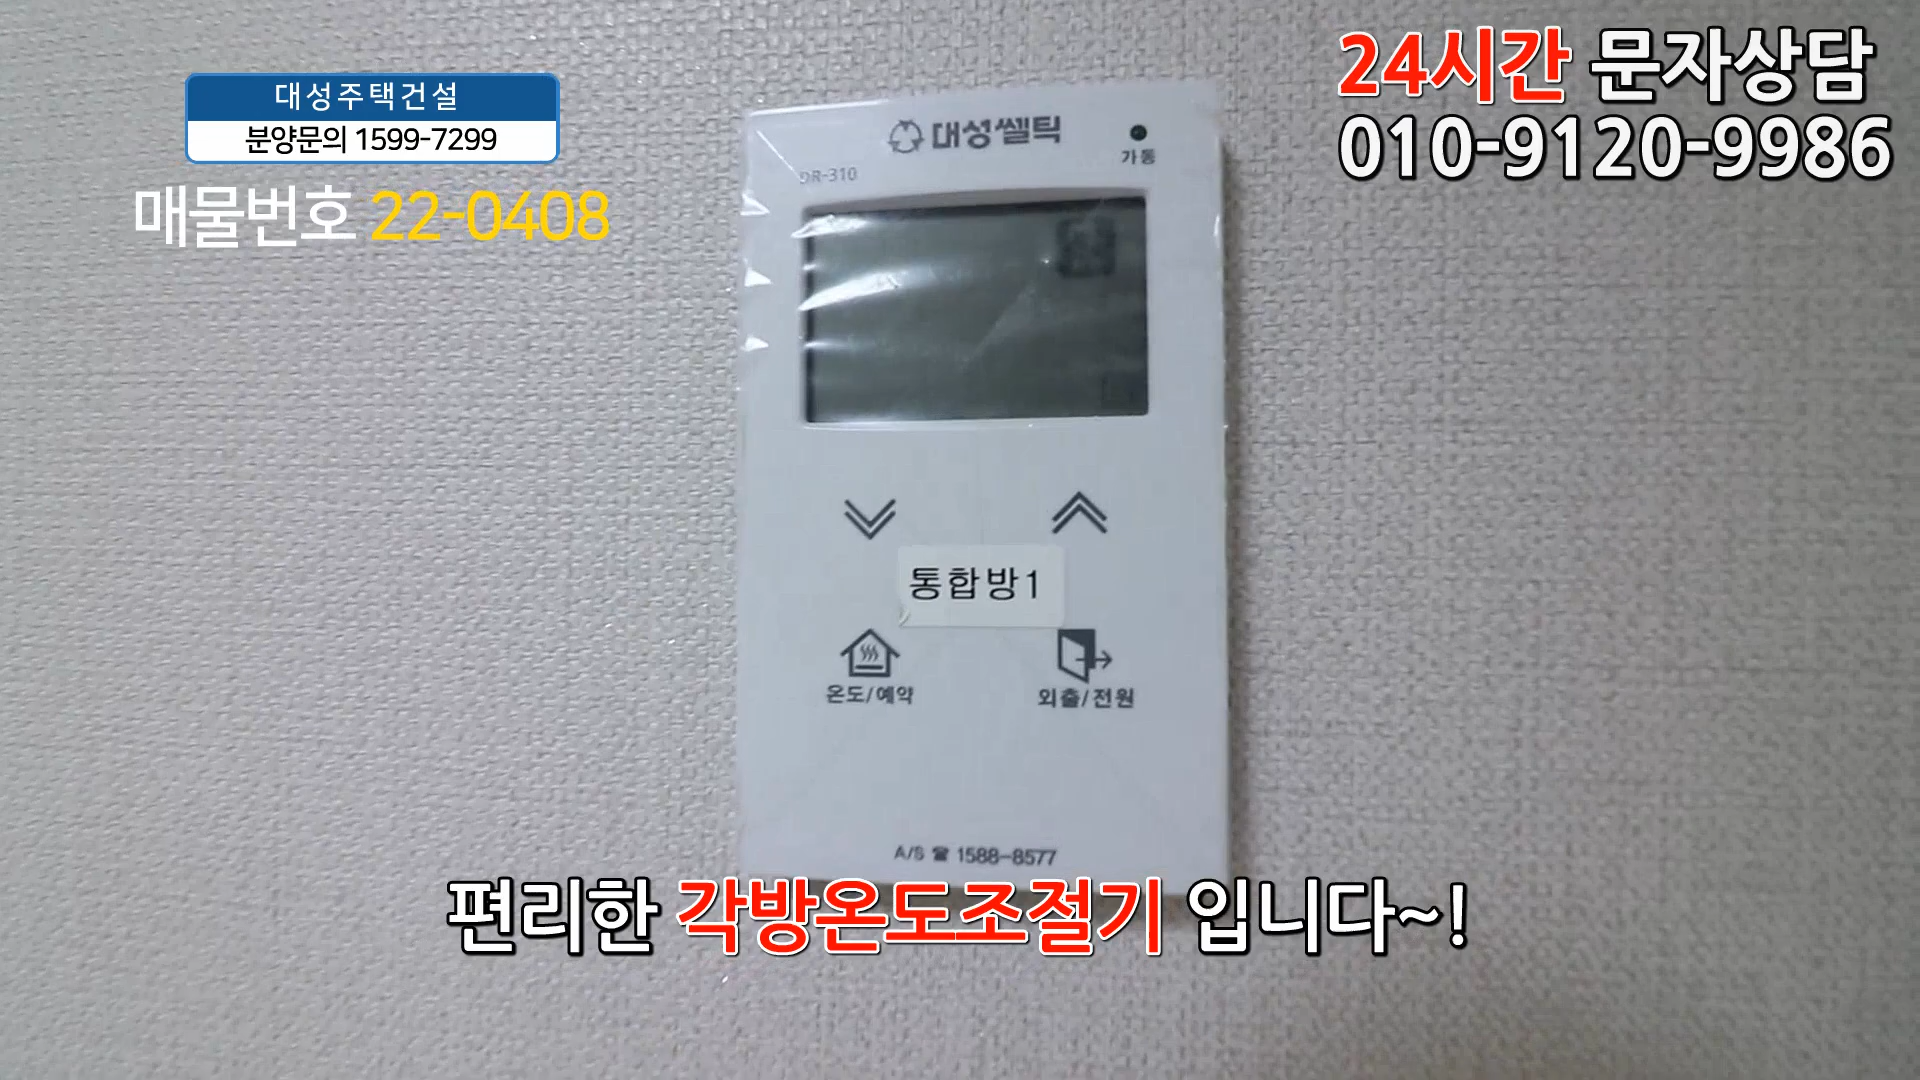 대성주택건설
분양문의 1599-7299
매물번호 22-0408
24시간 문자상담
010-9120-9986
대성쎌틱
가동
DR-310
통합방1
온도/예약
외출/전원
A/S ☎ 1588-8577
편리한 각방온도조절기 입니다~!